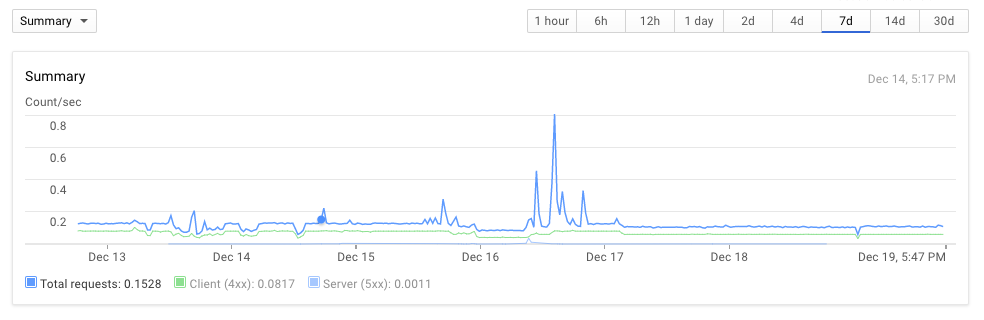 Summary
1 hour 6h 12h 1 day 2d 4d 7d 14d 30d
Summary
Dec 14, 5:17 PM
Count/sec
0.8
0.6
0.4
0.2
Dec 13 Dec 14 Dec 15 Dec 16 Dec 17 Dec 18 Dec 19, 5:47 PM
Total requests: 0.1528 Client (4xx): 0.0817 Server (5xx): 0.0011